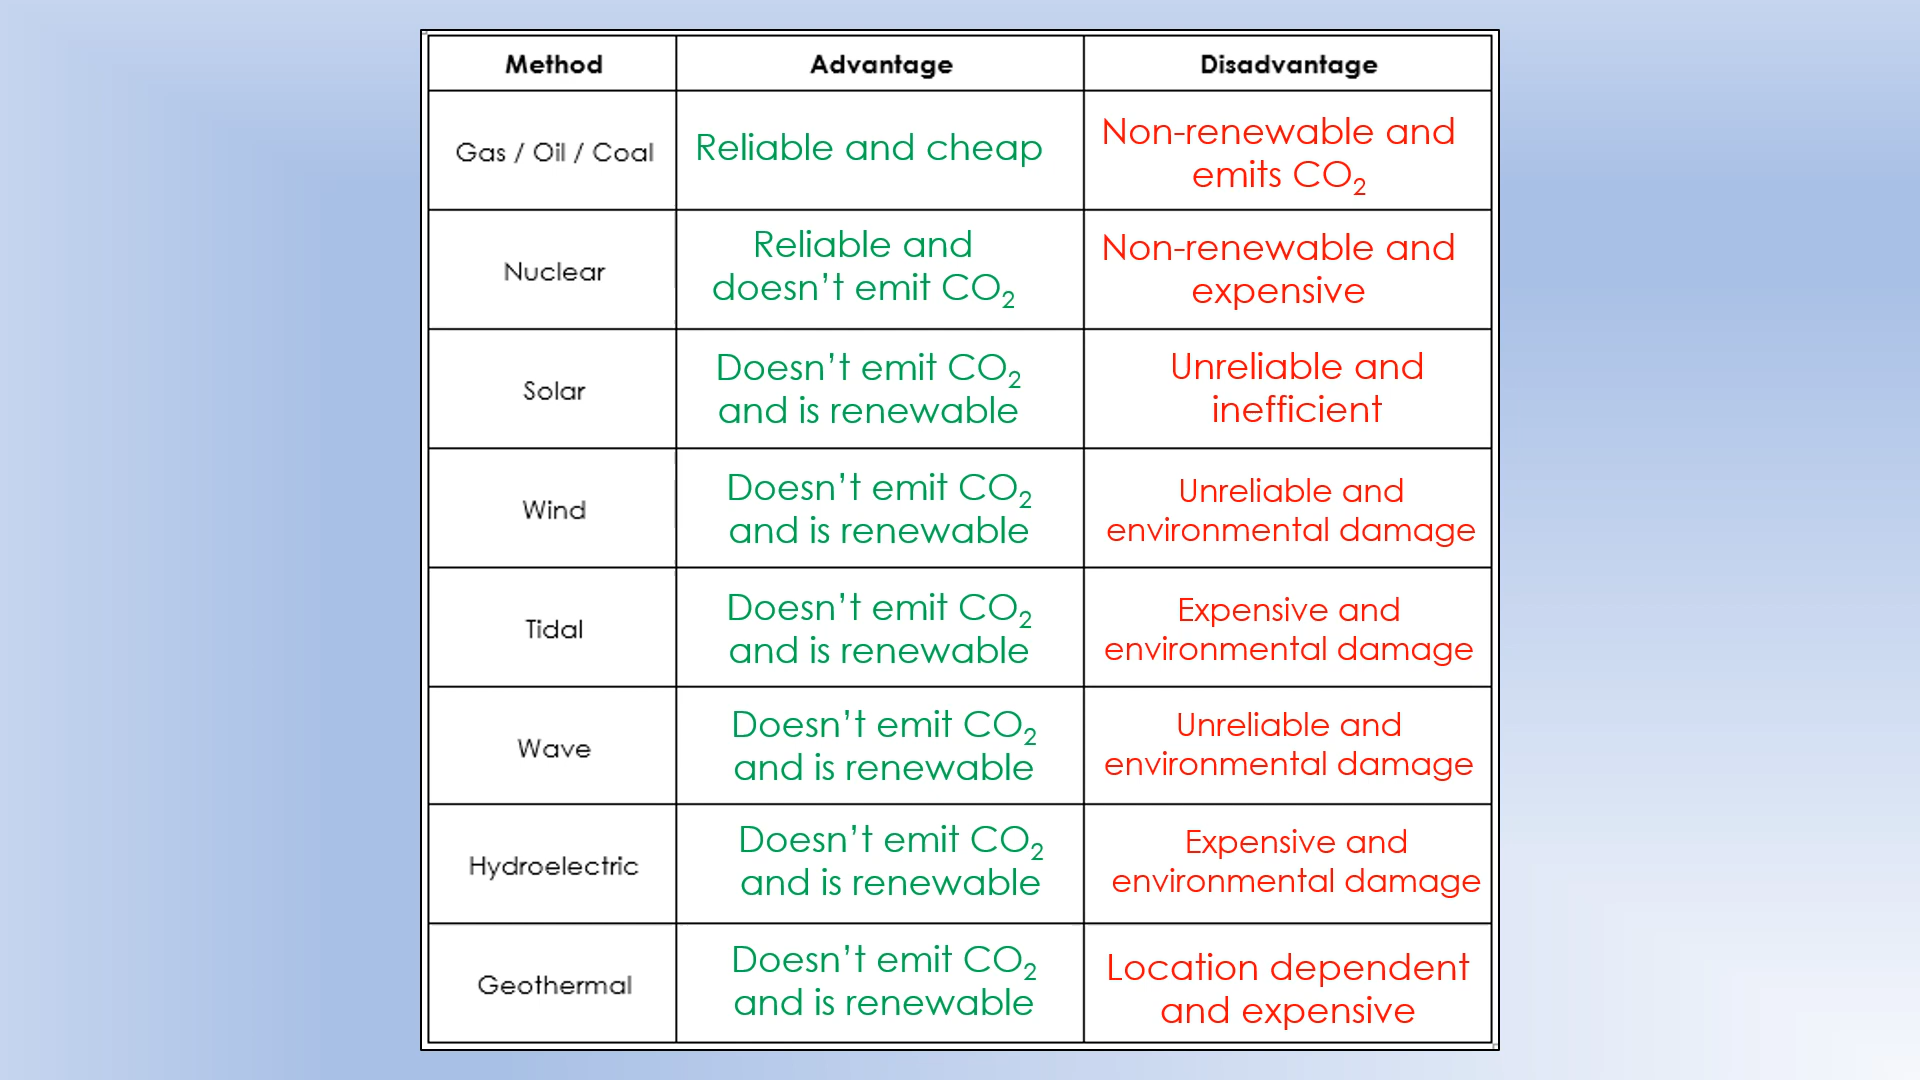 Method Advantage Disadvantage
Gas / Oil / Coal
Reliable and cheap
Non-renewable and
emits CO₂
Nuclear
Reliable and
doesn’t emit CO₂
Non-renewable and
expensive
Solar
Doesn’t emit CO₂
and is renewable
Unreliable and
inefficient
Wind
Doesn’t emit CO₂
and is renewable
Unreliable and
environmental damage
Tidal
Doesn’t emit CO₂
and is renewable
Expensive and
environmental damage
Wave
Doesn’t emit CO₂
and is renewable
Unreliable and
environmental damage
Hydroelectric
Doesn’t emit CO₂
and is renewable
Expensive and
environmental damage
Geothermal
Doesn’t emit CO₂
and is renewable
Location dependent
and expensive